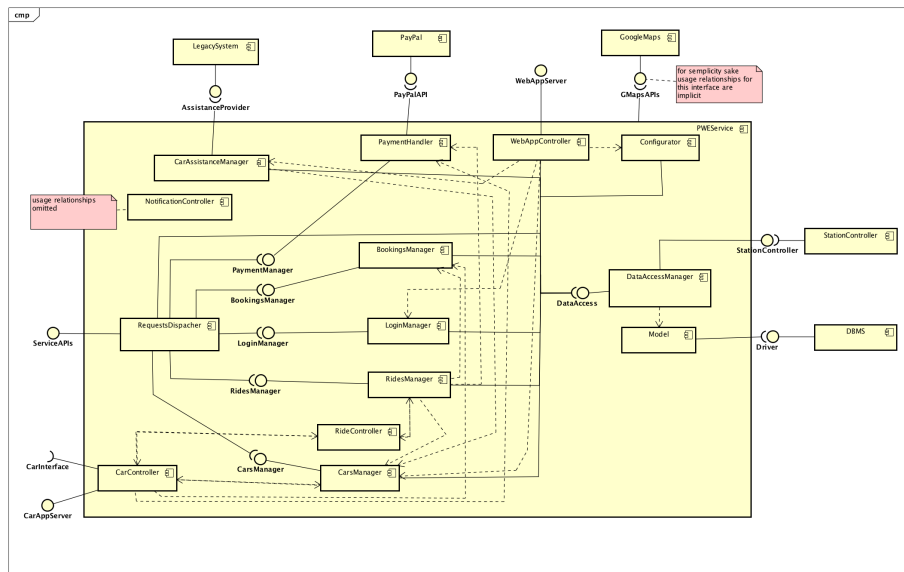 cmp
LegacySystem
PayPal
GoogleMaps
AssistanceProvider
PayPalAPI
WebAppServer
GMapsAPIs
for semplicity sake
usage relationships for
this interface are
implicit
PWEService
CarAssistanceManager
PaymentHandler
WebAppController
Configurator
usage relationships
omitted
NotificationController
PaymentManager
BookingsManager
BookingsManager
DataAccessManager
StationController
StationController
DataAccess
RequestsDispacher
ServiceAPIs
LoginManager
LoginManager
Model
Driver
DBMS
RidesManager
RidesManager
RideController
CarsManager
CarsManager
CarInterface
CarController
CarAppServer